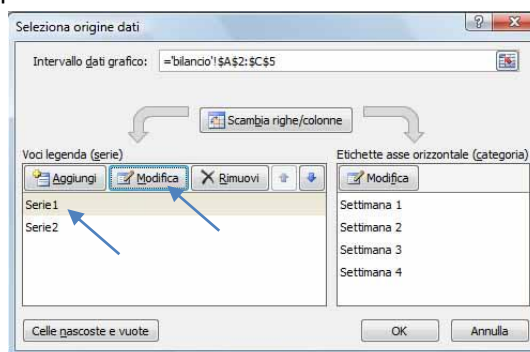 Seleziona origine dati
Intervallo dati grafico: ='bilancio'!$A$2:$C$5
Scambia righe/colonne
Voci legenda (serie)
Etichette asse orizzontale (categoria)
Aggiungi Modifica Rimuovi
Modifica
Serie1
Serie2
Settimana 1
Settimana 2
Settimana 3
Settimana 4
Celle nascoste e vuote
OK Annulla